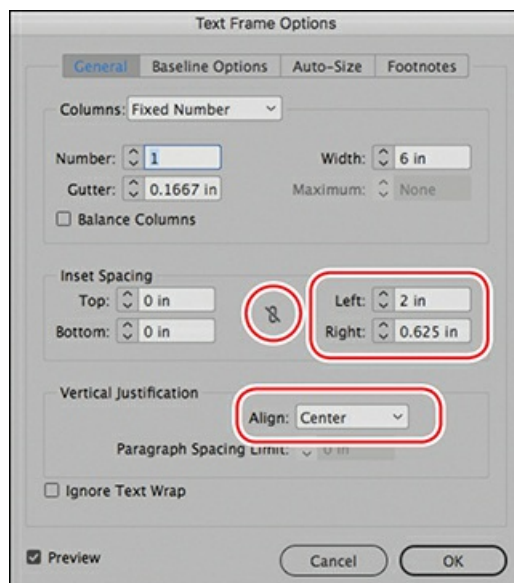 Text Frame Options
General Baseline Options Auto-Size Footnotes
Columns: Fixed Number
Number: 1 Width: 6 in
Gutter: 0.1667 in Maximum: None
Balance Columns
Inset Spacing
Top: 0 in Left: 2 in
Bottom: 0 in Right: 0.625 in
Vertical Justification
Align: Center
Paragraph Spacing Limit: 0 in
Ignore Text Wrap
Preview Cancel OK